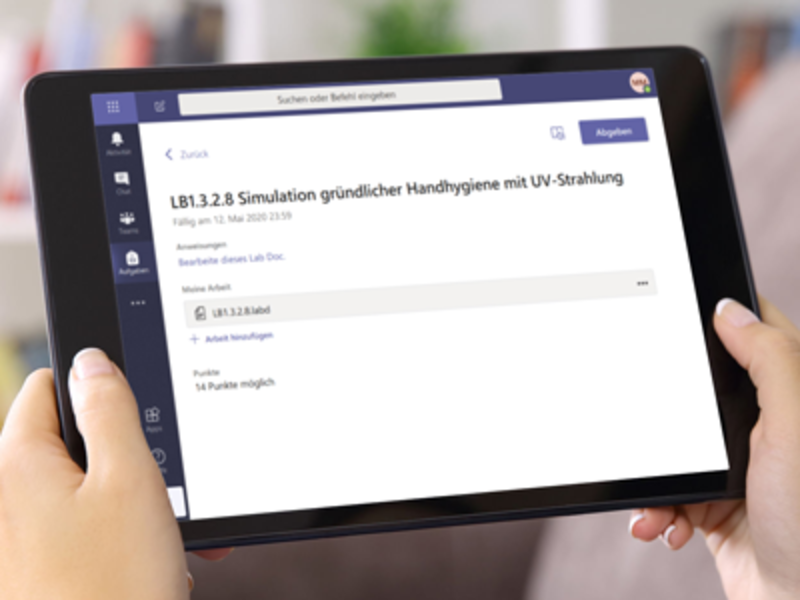 Suchen oder Befehl eingeben
MM
Aktivität
Zurück
Abgeben
Chat
LB1.3.2.8 Simulation gründlicher Handhygiene mit UV-Strahlung
Fällig am 12. Mai 2020 23:59
Teams
Anweisungen
Bearbeite dieses Lab Doc.
Aufgaben
Meine Arbeit
LB1.3.2.8.labd
Arbeit hinzufügen
Punkte
14 Punkte möglich
Apps